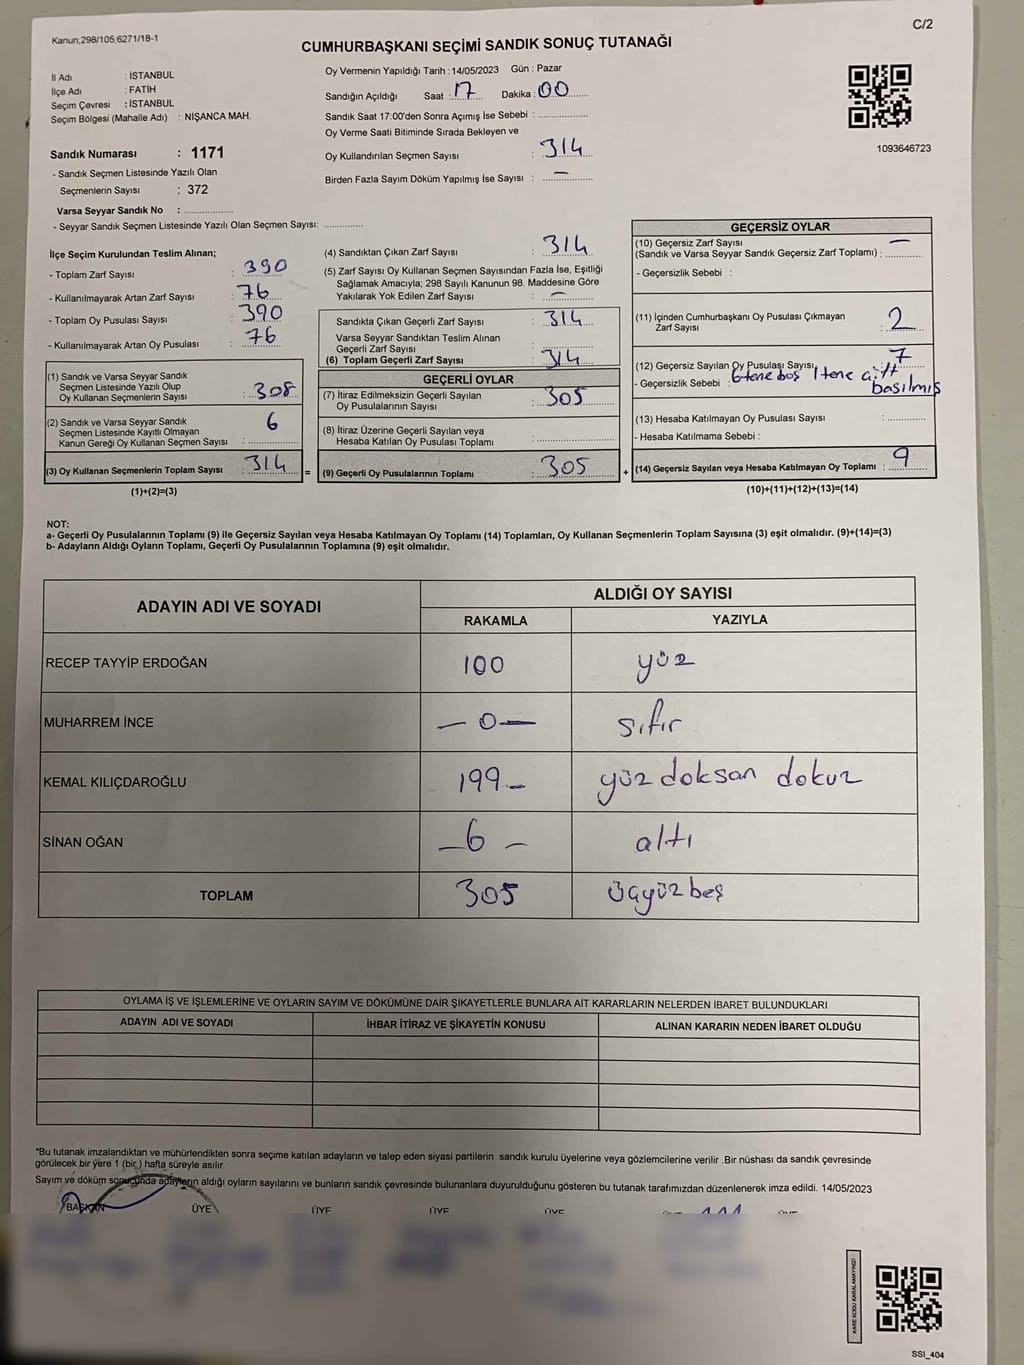 C/2
Kanun;298/105;6271/18-1
CUMHURBAŞKANI SEÇİMİ SANDIK SONUÇ TUTANAĞI
İl Adı : İSTANBUL
İlçe Adı : FATİH
Seçim Çevresi : İSTANBUL
Seçim Bölgesi (Mahalle Adı) : NİŞANCA MAH.
Sandık Numarası : 1171
- Sandık Seçmen Listesinde Yazılı Olan
Seçmenlerin Sayısı : 372
Varsa Seyyar Sandık No :
- Seyyar Sandık Seçmen Listesinde Yazılı Olan Seçmen Sayısı:
Oy Vermenin Yapıldığı Tarih :14/05/2023 Gün : Pazar
Sandığın Açıldığı Saat : 17 Dakika : 00
Sandık Saat 17:00'den Sonra Açımış İse Sebebi :
Oy Verme Saati Bitiminde Sırada Bekleyen ve
Oy Kullandırılan Seçmen Sayısı : 314
Birden Fazla Sayım Döküm Yapılmış İse Sayısı : —
1093646723
İlçe Seçim Kurulundan Teslim Alınan;
- Toplam Zarf Sayısı : 390
- Kullanılmayarak Artan Zarf Sayısı : 76
- Toplam Oy Pusulası Sayısı : 390
- Kullanılmayarak Artan Oy Pusulası : 76
(1) Sandık ve Varsa Seyyar Sandık
Seçmen Listesinde Yazılı Olup
Oy Kullanan Seçmenlerin Sayısı : 308
(2) Sandık ve Varsa Seyyar Sandık
Seçmen Listesinde Kayıtlı Olmayan
Kanun Gereği Oy Kullanan Seçmen Sayısı : 6
(3) Oy Kullanan Seçmenlerin Toplam Sayısı : 314
(1)+(2)=(3)
(4) Sandıktan Çıkan Zarf Sayısı : 314
(5) Zarf Sayısı Oy Kullanan Seçmen Sayısından Fazla İse, Eşitliği
Sağlamak Amacıyla; 298 Sayılı Kanunun 98. Maddesine Göre
Yakılarak Yok Edilen Zarf Sayısı : —
Sandıkta Çıkan Geçerli Zarf Sayısı : 314
Varsa Seyyar Sandıktan Teslim Alınan
Geçerli Zarf Sayısı :
(6) Toplam Geçerli Zarf Sayısı : 314
GEÇERLİ OYLAR
(7) İtiraz Edilmeksizin Geçerli Sayılan
Oy Pusulalarının Sayısı : 305
(8) İtiraz Üzerine Geçerli Sayılan veya
Hesaba Katılan Oy Pusulası Toplamı :
= (9) Geçerli Oy Pusulalarının Toplamı : 305 +
GEÇERSİZ OYLAR
(10) Geçersiz Zarf Sayısı —
(Sandık ve Varsa Seyyar Sandık Geçersiz Zarf Toplamı) :
- Geçersizlik Sebebi :
(11) İçinden Cumhurbaşkanı Oy Pusulası Çıkmayan
Zarf Sayısı : 2
(12) Geçersiz Sayılan Oy Pusulası Sayısı 7
- Geçersizlik Sebebi : 6 tene boş 1 tene çift
basılmış
(13) Hesaba Katılmayan Oy Pusulası Sayısı :
- Hesaba Katılmama Sebebi :
(14) Geçersiz Sayılan veya Hesaba Katılmayan Oy Toplamı : 9
(10)+(11)+(12)+(13)=(14)
NOT:
a- Geçerli Oy Pusulalarının Toplamı (9) ile Geçersiz Sayılan veya Hesaba Katılmayan Oy Toplamı (14) Toplamları, Oy Kullanan Seçmenlerin Toplam Sayısına (3) eşit olmalıdır. (9)+(14)=(3)
b- Adayların Aldığı Oyların Toplamı, Geçerli Oy Pusulalarının Toplamına (9) eşit olmalıdır.
ADAYIN ADI VE SOYADI ALDIĞI OY SAYISI
RAKAMLA YAZIYLA
RECEP TAYYİP ERDOĞAN 100 yüz
MUHARREM İNCE — 0 — sıfır
KEMAL KILIÇDAROĞLU 199 - yüz doksan dokuz
SİNAN OĞAN - 6 - altı
TOPLAM 305 üçyüz beş
OYLAMA İŞ VE İŞLEMLERİNE VE OYLARIN SAYIM VE DÖKÜMÜNE DAİR ŞİKAYETLERLE BUNLARA AİT KARARLARIN NELERDEN İBARET BULUNDUKLARI
ADAYIN ADI VE SOYADI İHBAR İTİRAZ VE ŞİKAYETİN KONUSU ALINAN KARARIN NEDEN İBARET OLDUĞU
*Bu tutanak imzalandıktan ve mühürlendikten sonra seçime katılan adayların ve talep eden siyasi partilerin sandık kurulu üyelerine veya gözlemcilerine verilir .Bir nüshası da sandık çevresinde
görülecek bir yere 1 (bir) hafta süreyle asılır
Sayım ve döküm sonucunda adayların aldığı oyların sayılarını ve bunların sandık çevresinde bulunanlara duyurulduğunu gösteren bu tutanak tarafımızdan düzenlenerek imza edildi. 14/05/2023
BAŞKAN ÜYE ÜYE ÜYE ÜYE
KARE KODU KARALAMAYINIZ!
SSI_404